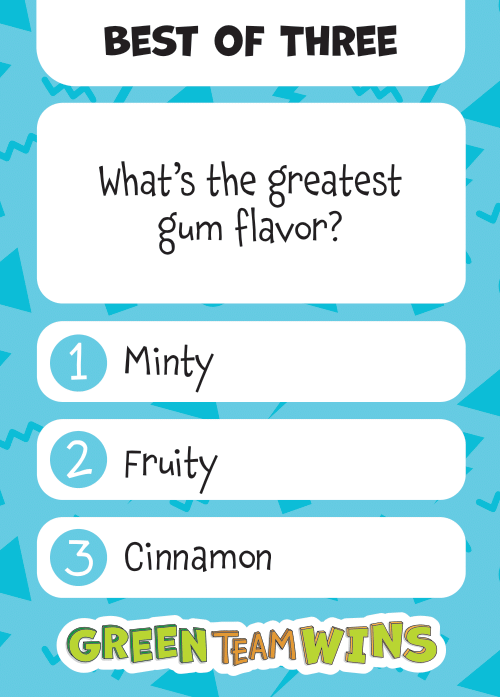 BEST OF THREE
What's the greatest
gum flavor?
1 Minty
2 Fruity
3 Cinnamon
GREEN TEAM WINS